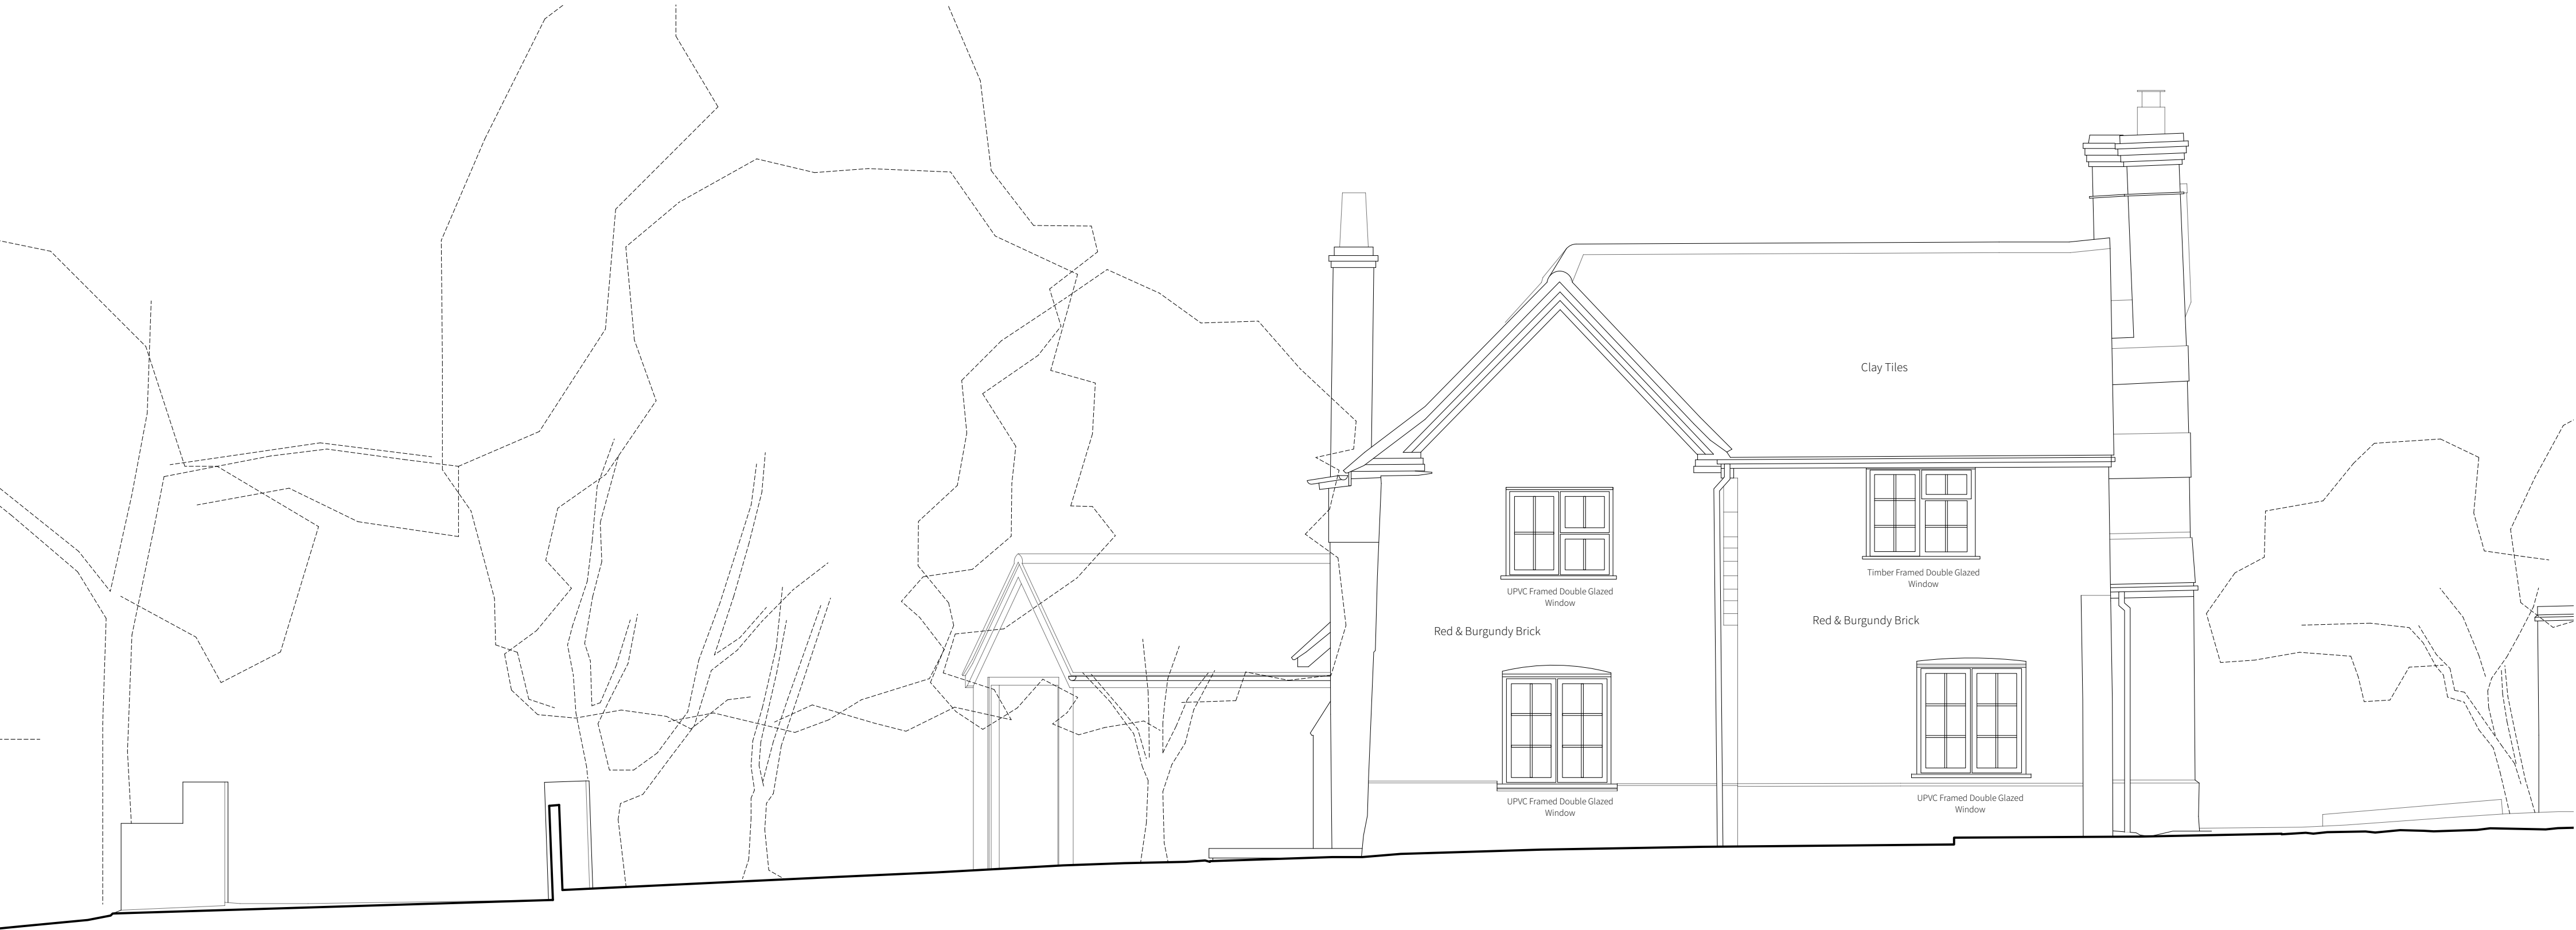 Clay Tiles
Timber Framed Double Glazed
Window
UPVC Framed Double Glazed
Window
Red & Burgundy Brick
Red & Burgundy Brick
UPVC Framed Double Glazed
Window
UPVC Framed Double Glazed
Window